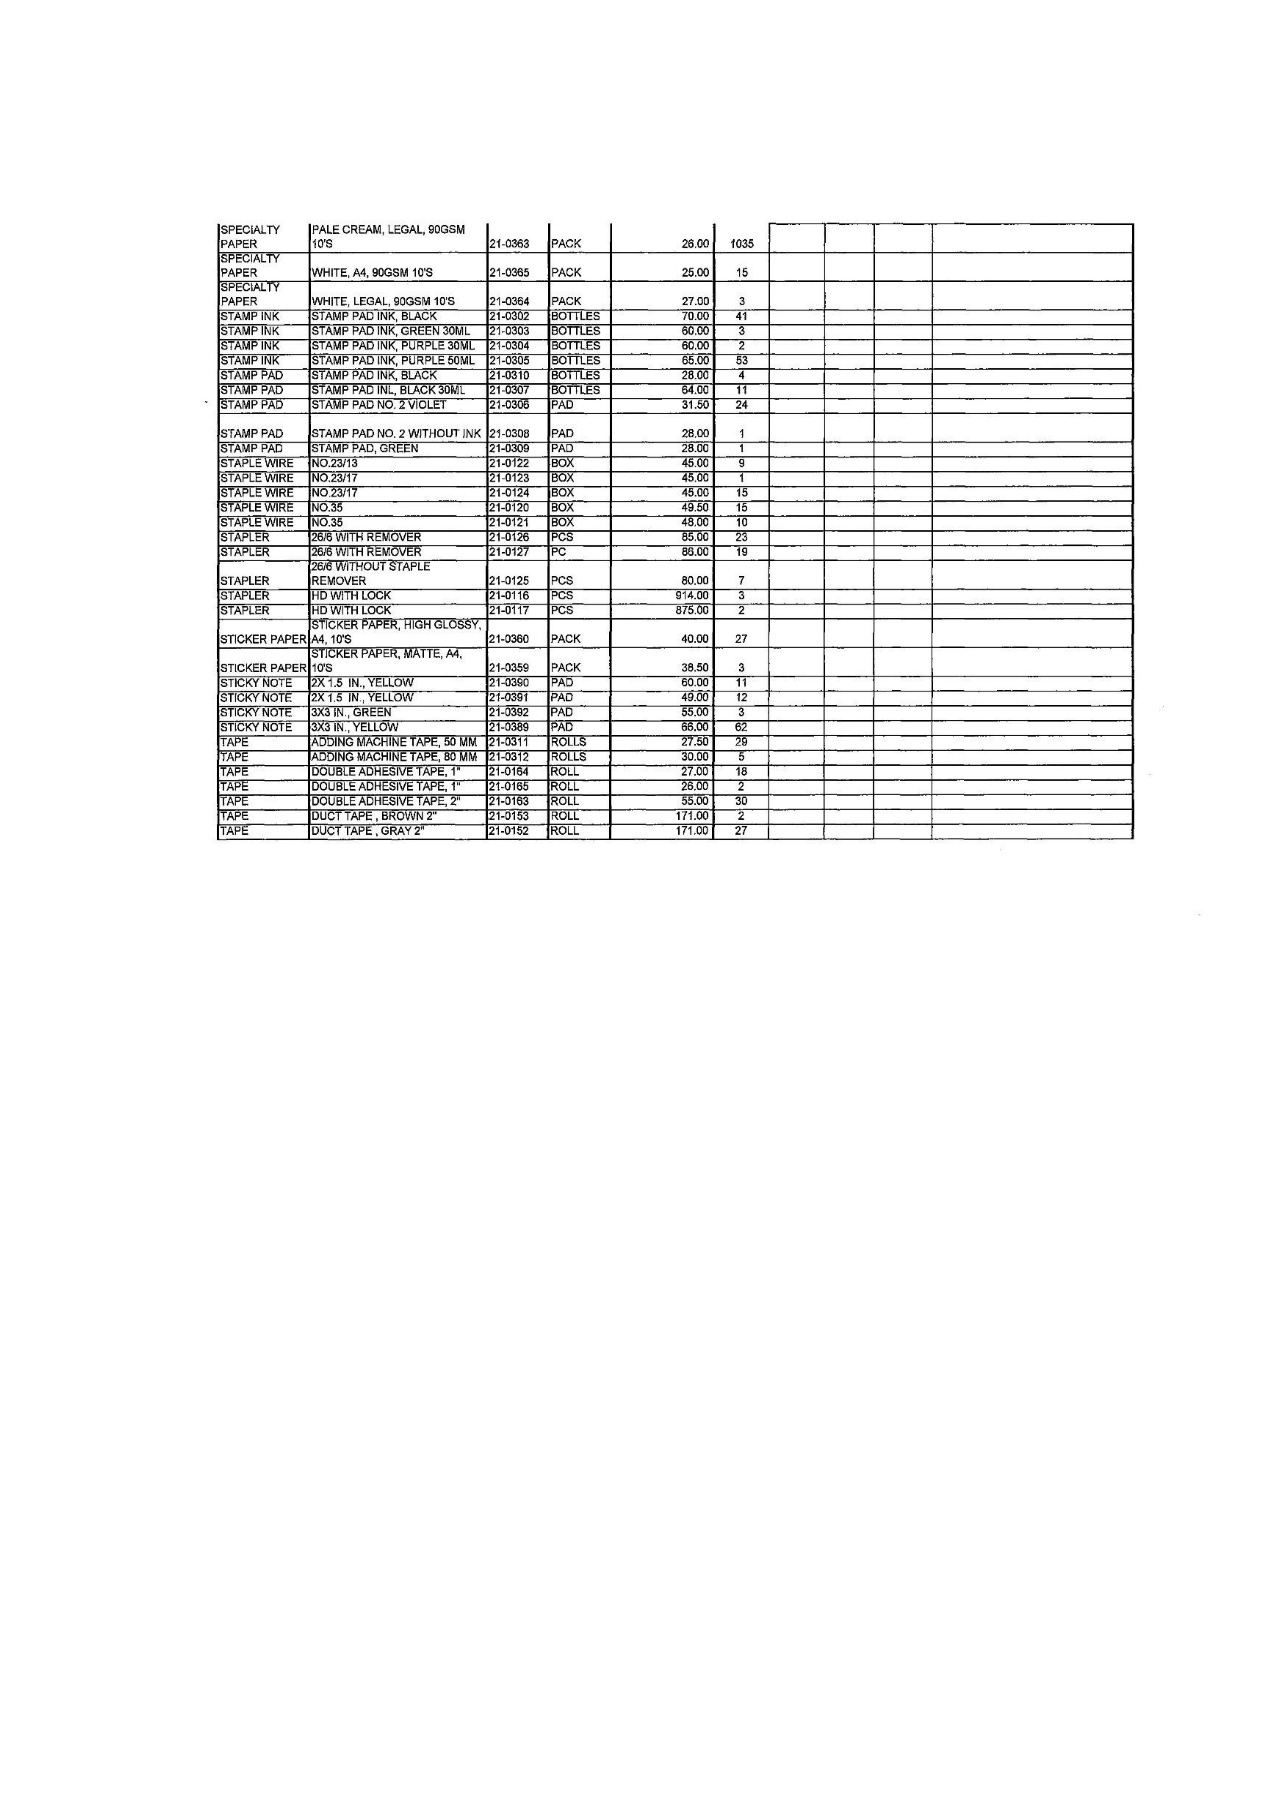 SPECIALTY PALE CREAM, LEGAL, 90GSM
PAPER 10'S 21-0363 PACK 26.00 1035
SPECIALTY
PAPER WHITE, A4, 90GSM 10'S 21-0365 PACK 25.00 15
SPECIALTY
PAPER WHITE, LEGAL, 90GSM 10'S 21-0364 PACK 27.00 3
STAMP INK STAMP PAD INK, BLACK 21-0302 BOTTLES 70.00 41
STAMP INK STAMP PAD INK, GREEN 30ML 21-0303 BOTTLES 60.00 3
STAMP INK STAMP PAD INK, PURPLE 30ML 21-0304 BOTTLES 60.00 2
STAMP INK STAMP PAD INK, PURPLE 50ML 21-0305 BOTTLES 65.00 53
STAMP PAD STAMP PAD INK, BLACK 21-0310 BOTTLES 28.00 4
STAMP PAD STAMP PAD INL, BLACK 30ML 21-0307 BOTTLES 64.00 11
STAMP PAD STAMP PAD NO. 2 VIOLET 21-0306 PAD 31.50 24
STAMP PAD STAMP PAD NO. 2 WITHOUT INK 21-0308 PAD 28.00 1
STAMP PAD STAMP PAD, GREEN 21-0309 PAD 28.00 1
STAPLE WIRE NO.23/13 21-0122 BOX 45.00 9
STAPLE WIRE NO.23/17 21-0123 BOX 45.00 1
STAPLE WIRE NO.23/17 21-0124 BOX 45.00 15
STAPLE WIRE NO.35 21-0120 BOX 49.50 15
STAPLE WIRE NO.35 21-0121 BOX 48.00 10
STAPLER 26/6 WITH REMOVER 21-0126 PCS 85.00 23
STAPLER 26/6 WITH REMOVER 21-0127 PC 86.00 19
26/6 WITHOUT STAPLE
STAPLER REMOVER 21-0125 PCS 80.00 7
STAPLER HD WITH LOCK 21-0116 PCS 914.00 3
STAPLER HD WITH LOCK 21-0117 PCS 875.00 2
STICKER PAPER, HIGH GLOSSY,
STICKER PAPER A4, 10'S 21-0360 PACK 40.00 27
STICKER PAPER, MATTE, A4,
STICKER PAPER 10'S 21-0359 PACK 38.50 3
STICKY NOTE 2X 1.5 IN., YELLOW 21-0390 PAD 60.00 11
STICKY NOTE 2X 1.5 IN., YELLOW 21-0391 PAD 49.00 12
STICKY NOTE 3X3 IN., GREEN 21-0392 PAD 55.00 3
STICKY NOTE 3X3 IN., YELLOW 21-0389 PAD 66.00 62
TAPE ADDING MACHINE TAPE, 50 MM 21-0311 ROLLS 27.50 29
TAPE ADDING MACHINE TAPE, 80 MM 21-0312 ROLLS 30.00 5
TAPE DOUBLE ADHESIVE TAPE, 1" 21-0164 ROLL 27.00 18
TAPE DOUBLE ADHESIVE TAPE, 1" 21-0165 ROLL 26.00 2
TAPE DOUBLE ADHESIVE TAPE, 2" 21-0163 ROLL 55.00 30
TAPE DUCT TAPE , BROWN 2" 21-0153 ROLL 171.00 2
TAPE DUCT TAPE , GRAY 2" 21-0152 ROLL 171.00 27